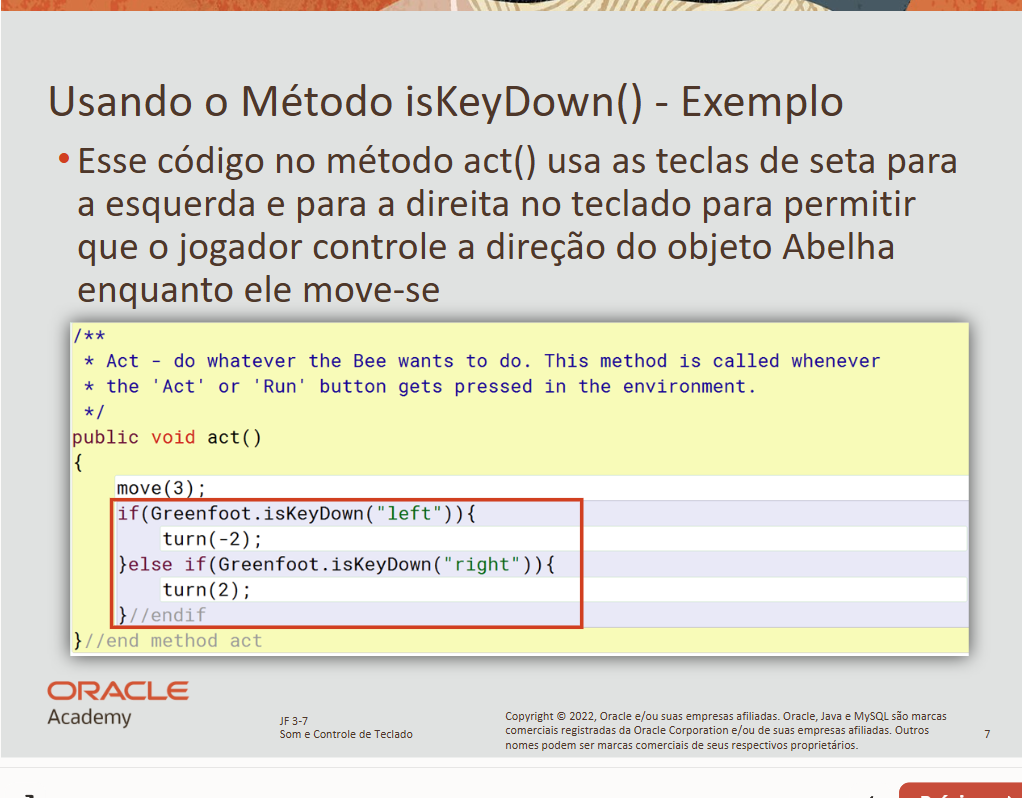 Usando o Método isKeyDown() - Exemplo
•Esse código no método act() usa as teclas de seta para
a esquerda e para a direita no teclado para permitir
que o jogador controle a direção do objeto Abelha
enquanto ele move-se
/**
 * Act - do whatever the Bee wants to do. This method is called whenever
 * the 'Act' or 'Run' button gets pressed in the environment.
 */
public void act()
{
    move(3);
    if(Greenfoot.isKeyDown("left")){
        turn(-2);
    }else if(Greenfoot.isKeyDown("right")){
        turn(2);
    }//endif
}//end method act
ORACLE
Academy
JF 3-7
Som e Controle de Teclado
Copyright © 2022, Oracle e/ou suas empresas afiliadas. Oracle, Java e MySQL são marcas
comerciais registradas da Oracle Corporation e/ou de suas empresas afiliadas. Outros
nomes podem ser marcas comerciais de seus respectivos proprietários.
7